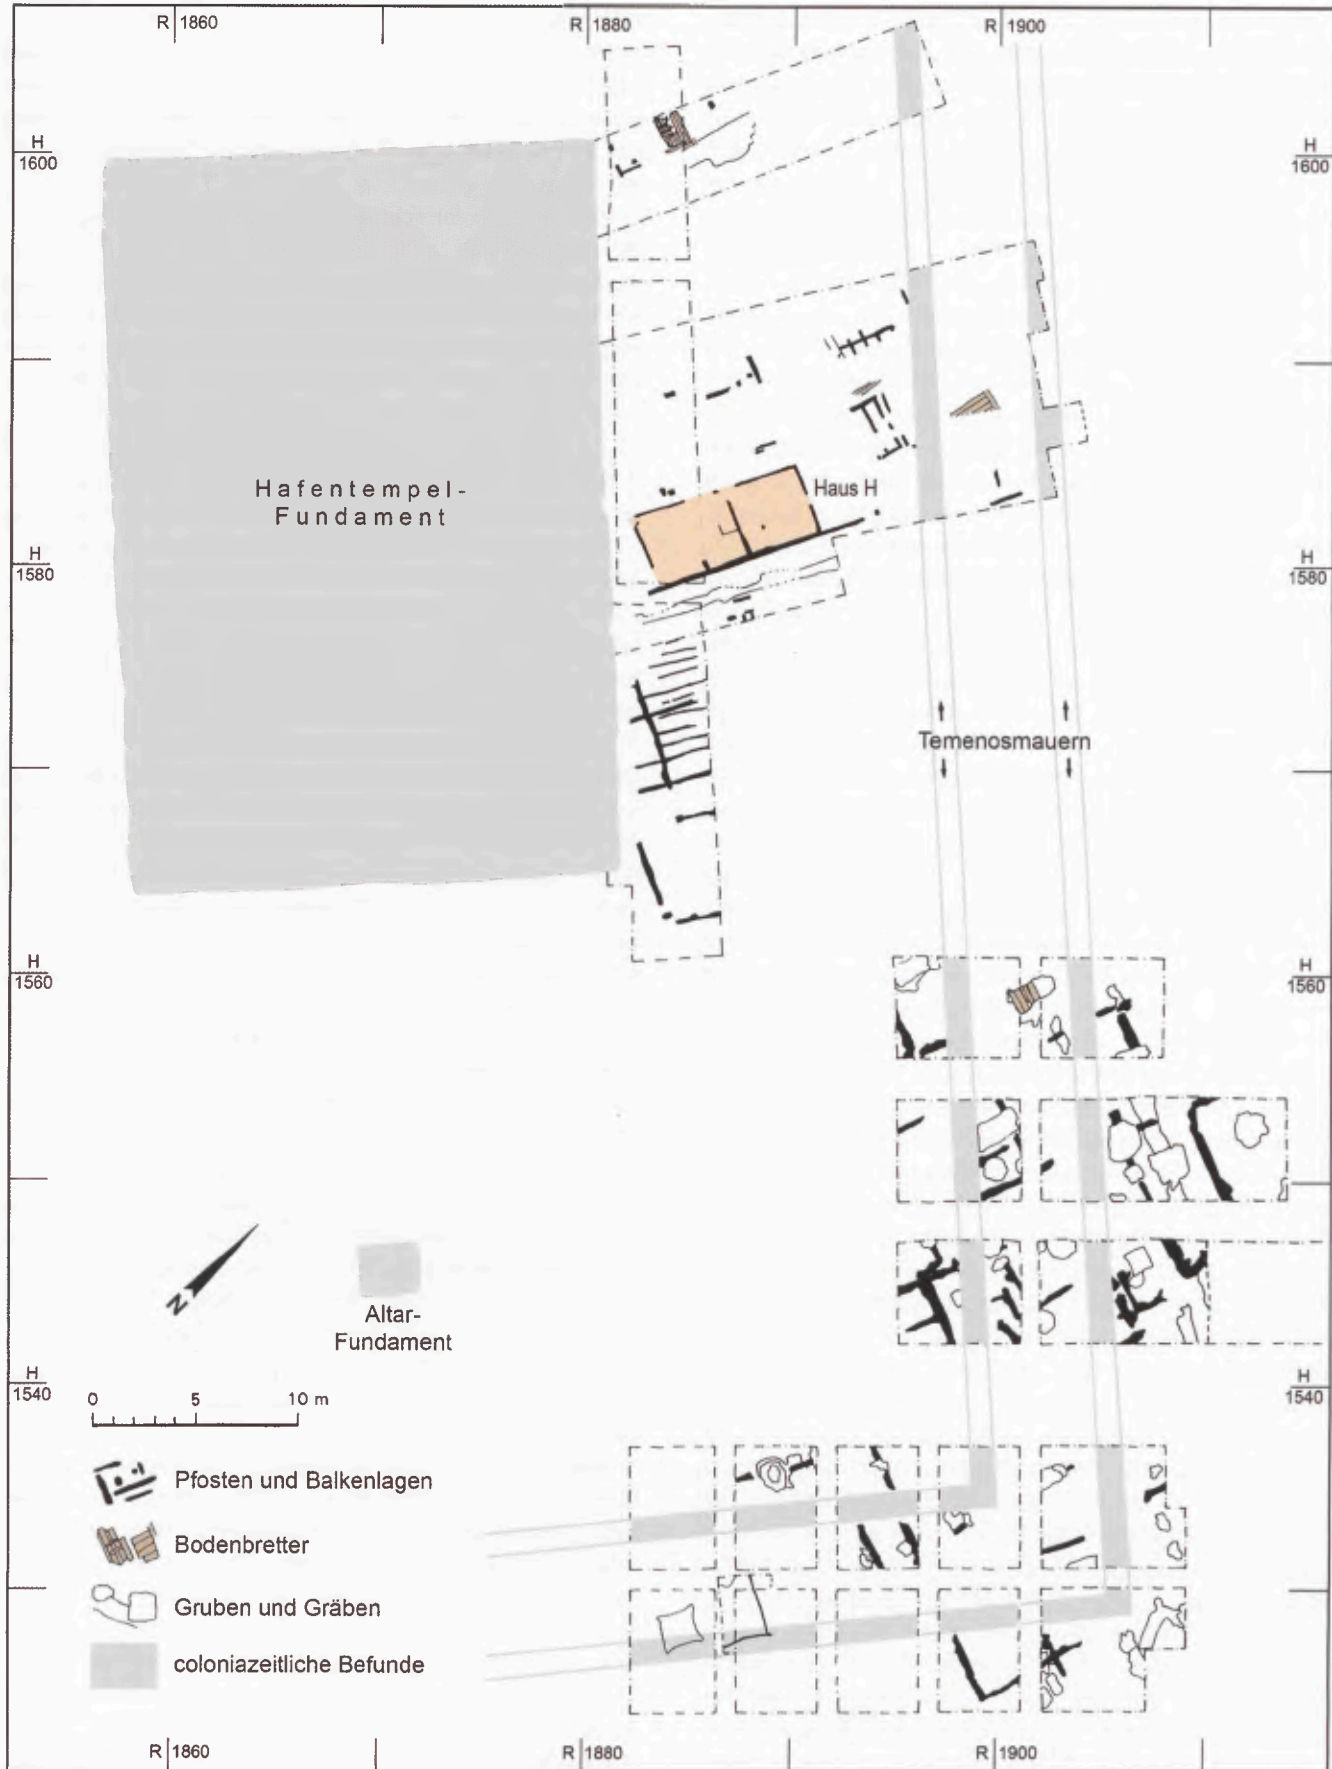 R 1860
R 1880
R 1900
H
1600
H
1600
Hafentempel-
Fundament
Haus H
H
1580
H
1580
Temenosmauern
H
1560
H
1560
N
Altar-
Fundament
H
1540
H
1540
0 5 10 m
Pfosten und Balkenlagen
Bodenbretter
Gruben und Gräben
coloniazeitliche Befunde
R 1860
R 1880
R 1900